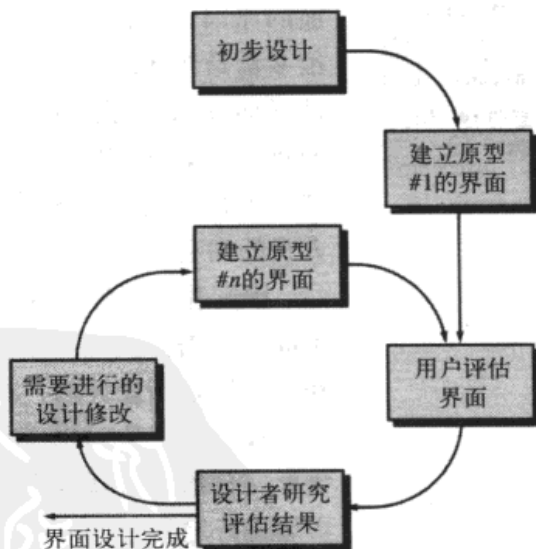 初步设计
建立原型
#1的界面
建立原型
#n的界面
用户评估
界面
需要进行的
设计修改
设计者研究
评估结果
界面设计完成